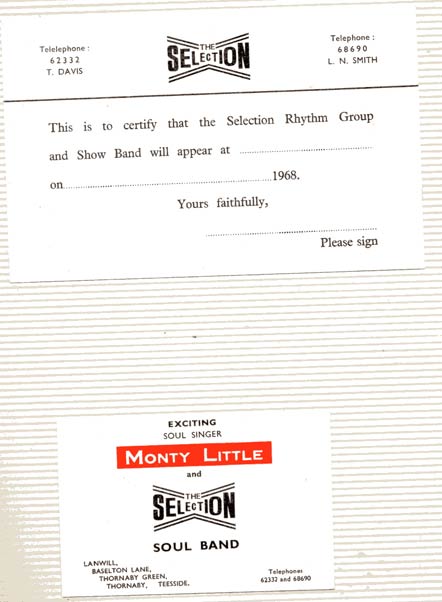 Telelephone :
62332
T. DAVIS
THE
SELECTION
Telephone :
68690
L. N. SMITH
This is to certify that the Selection Rhythm Group
and Show Band will appear at ................................
on..................................................1968.
Yours faithfully,
..........................................
Please sign
EXCITING
SOUL SINGER
MONTY LITTLE
and
THE
SELECTION
SOUL BAND
LANWILL,
BASELTON LANE,
THORNABY GREEN,
THORNABY, TEESSIDE.
Telephones
62332 and 68690